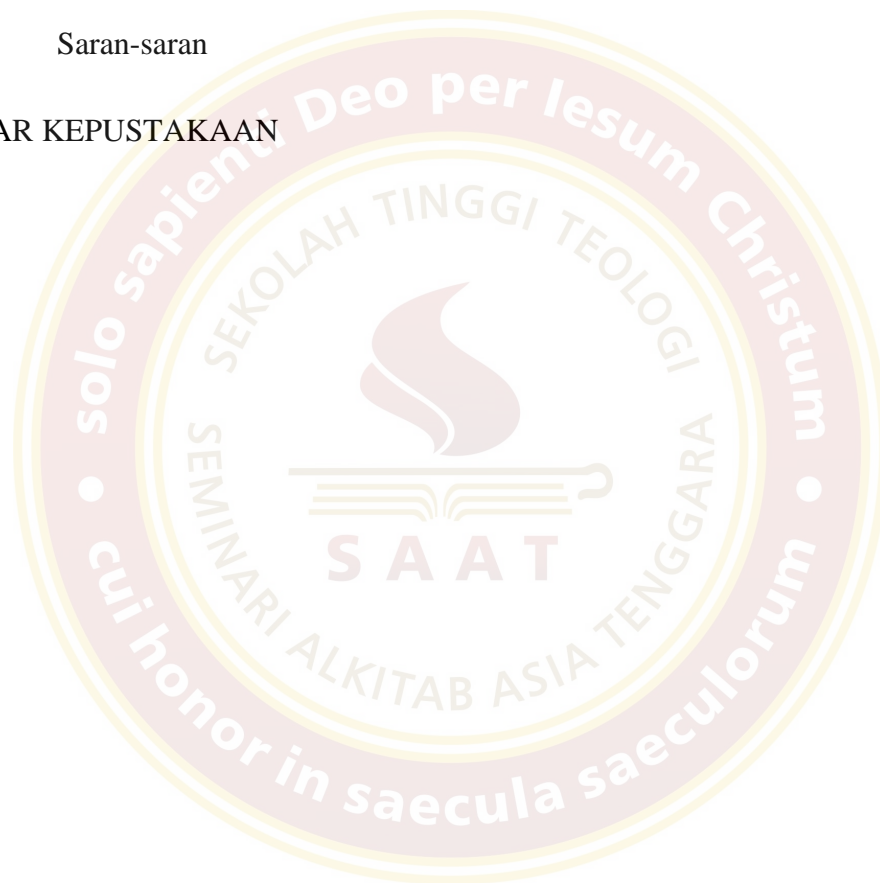 Saran-saran
AR KEPUSTAKAAN
solo sapienti Deo per Iesum Christum
SEKOLAH TINGGI TEOLOGI
SEMINARI ALKITAB ASIA TENGGARA
SAAT
cui honor in saecula saeculorum